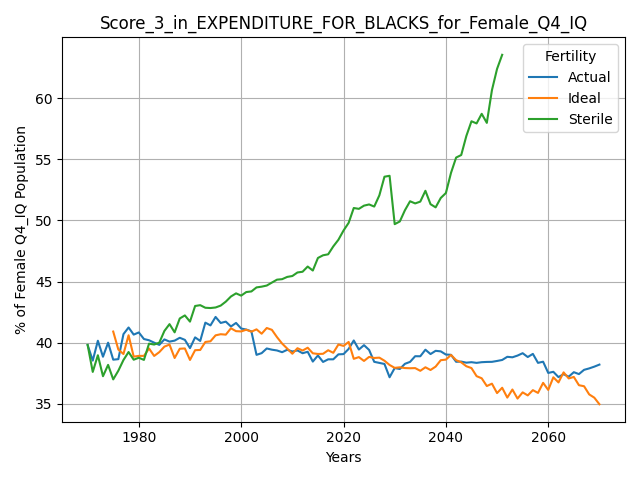 Score_3_in_EXPENDITURE_FOR_BLACKS_for_Female_Q4_IQ
Fertility
Actual
Ideal
Sterile
% of Female Q4_IQ Population
60
55
50
45
40
35
1980
2000
2020
2040
2060
Years